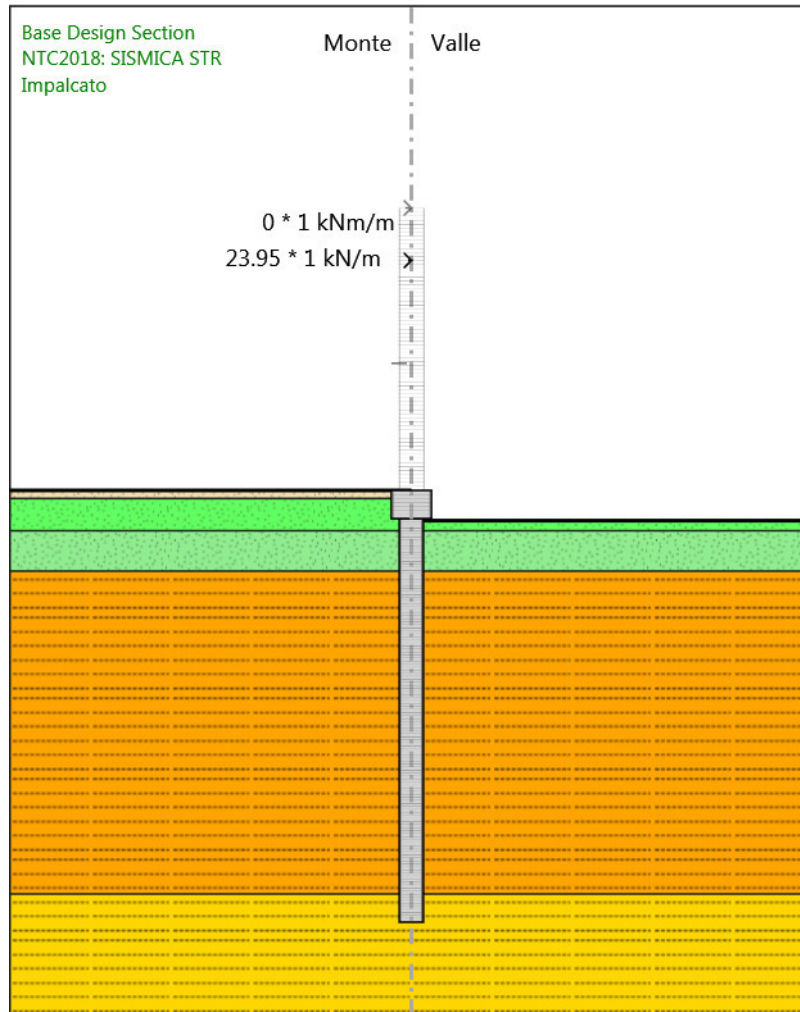 Base Design Section
NTC2018: SISMICA STR
Impalcato
Monte
Valle
0 * 1 kNm/m
23.95 * 1 kN/m